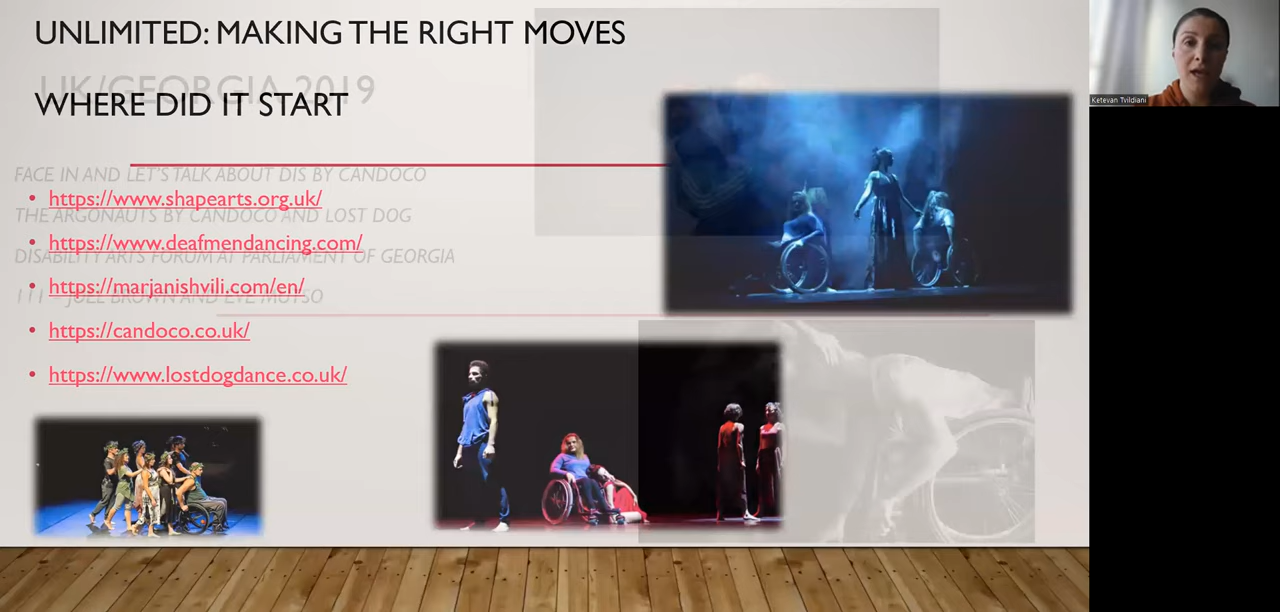 UNLIMITED: MAKING THE RIGHT MOVES
UK/GEORGIA 2019
WHERE DID IT START
FACE IN AND LET'S TALK ABOUT DIS BY CANDOCO
• https://www.shapearts.org.uk/
THE ARGONAUTS BY CANDOCO AND LOST DOG
• https://www.deafmendancing.com/
DISABILITY ARTS FORUM AT PARLIAMENT OF GEORGIA
• https://marjanishvili.com/en/
111 – JOEL BROWN AND EVE MUTSO
• https://candoco.co.uk/
• https://www.lostdogdance.co.uk/
Ketevan Tvildiani